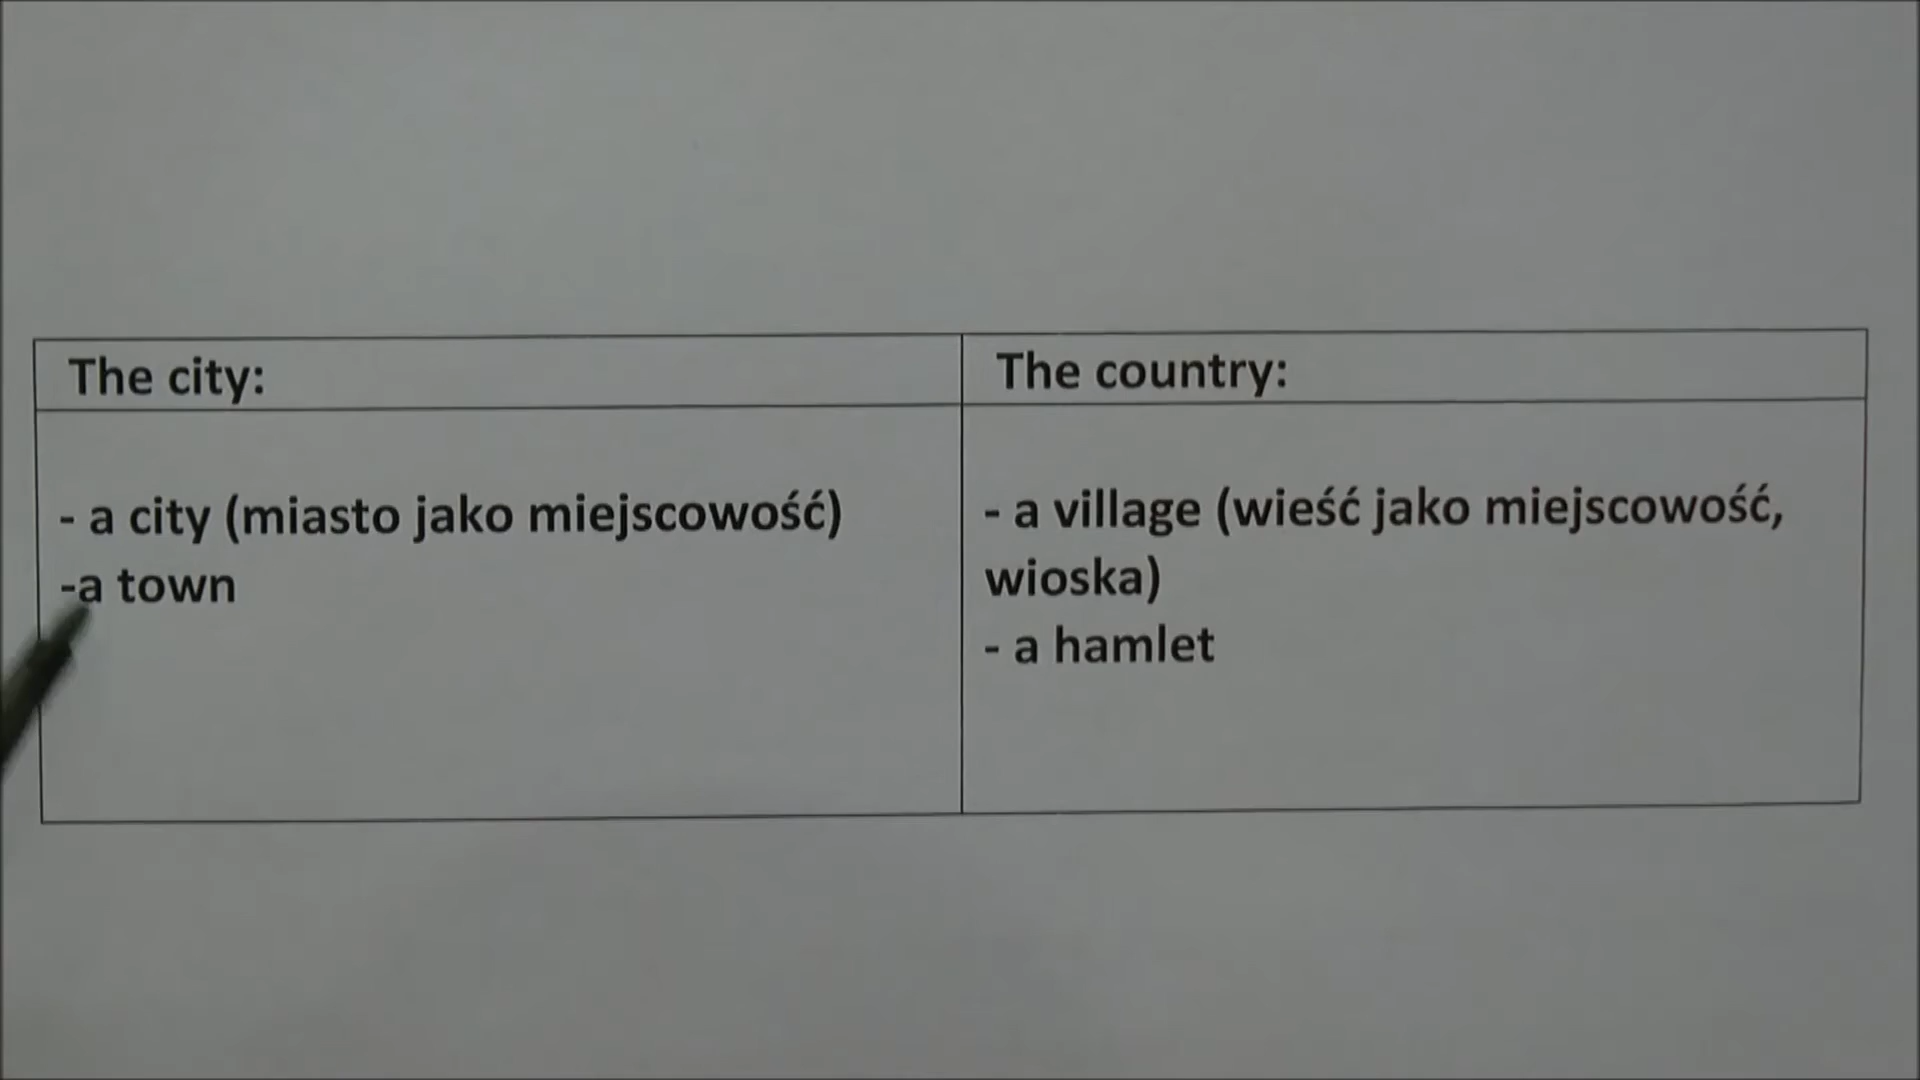 The city:
- a city (miasto jako miejscowość)
-a town
The country:
- a village (wieść jako miejscowość,
wioska)
- a hamlet